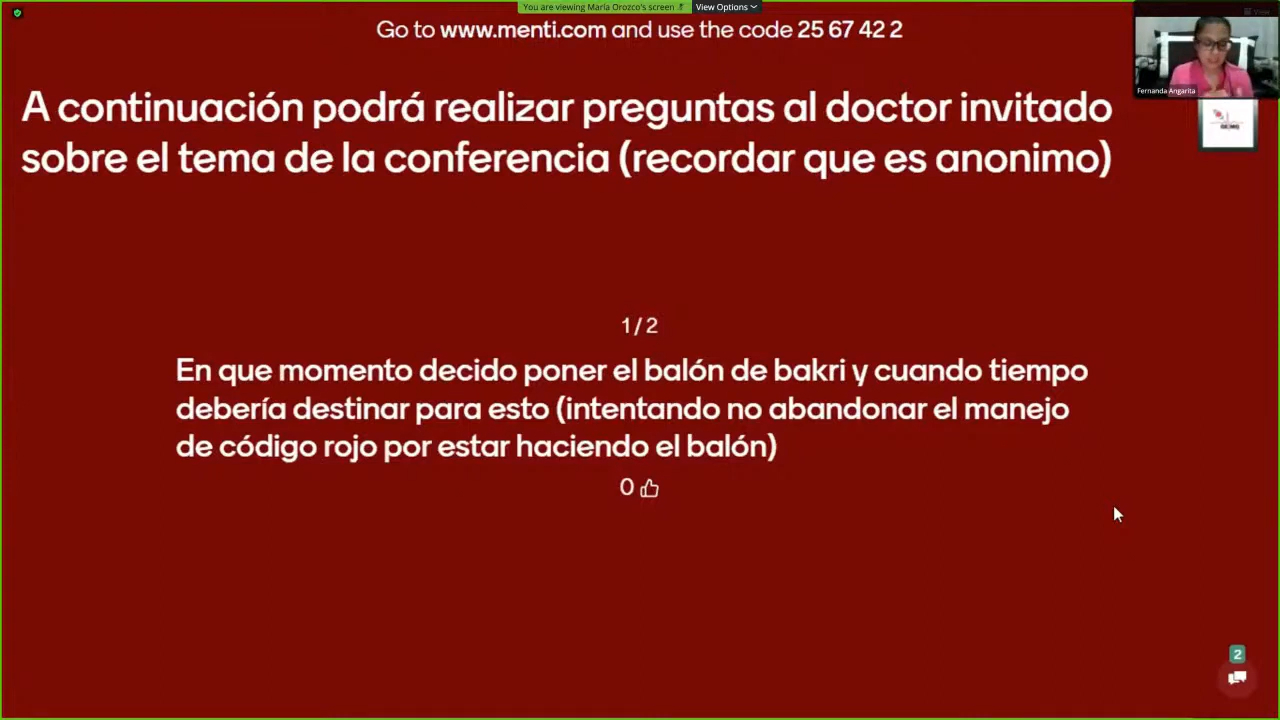 You are viewing María Orozco's screen
View Options
View
Go to www.menti.com and use the code 25 67 42 2
A continuación podrá realizar preguntas al doctor invitado
sobre el tema de la conferencia (recordar que es anonimo)
Fernanda Angarita
1/2
En que momento decido poner el balón de bakri y cuando tiempo
debería destinar para esto (intentando no abandonar el manejo
de código rojo por estar haciendo el balón)
0
2